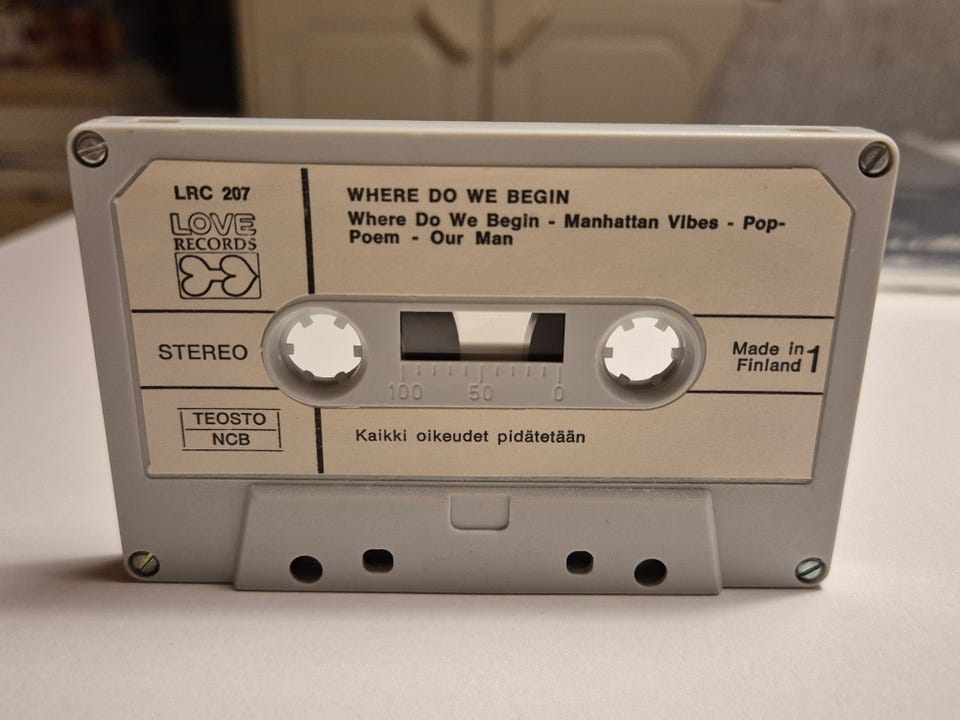 LRC 207
LOVE
RECORDS
WHERE DO WE BEGIN
Where Do We Begin - Manhattan Vibes - Pop-
Poem - Our Man
STEREO
100 50 0
Made in
Finland 1
TEOSTO
NCB
Kaikki oikeudet pidätetään